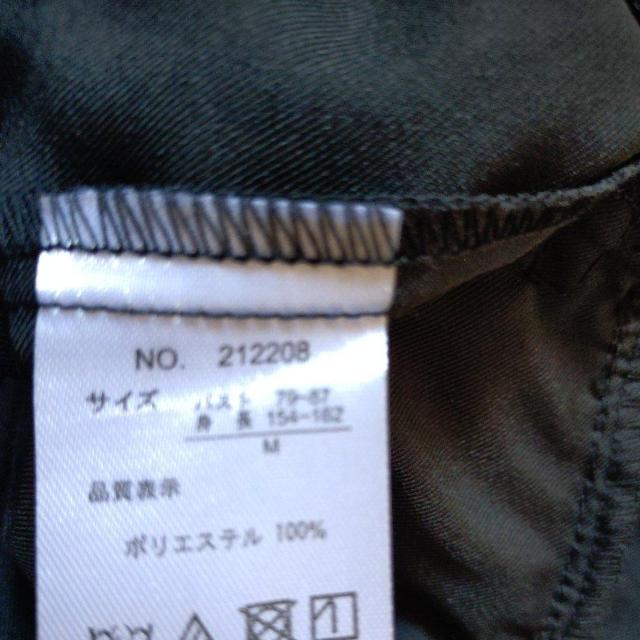 NO. 212208
サイズ バスト 79-87
身長 154-162
M
品質表示
ポリエステル 100%